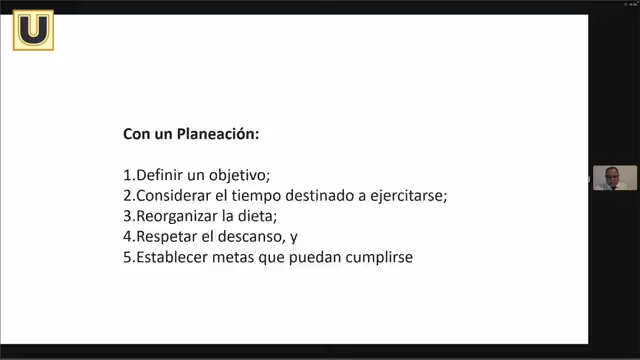 U
Con un Planeación:
1.Definir un objetivo;
2.Considerar el tiempo destinado a ejercitarse;
3.Reorganizar la dieta;
4.Respetar el descanso, y
5.Establecer metas que puedan cumplirse